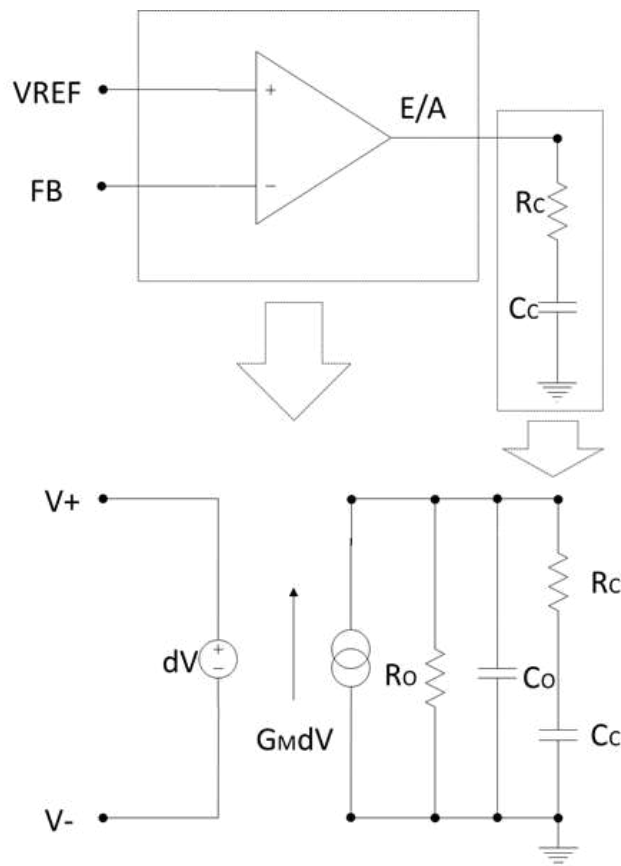 VREF
+
E/A
FB
−
RC
CC
V+
RC
+
dV
−
RO
CO
GMdV
CC
V-